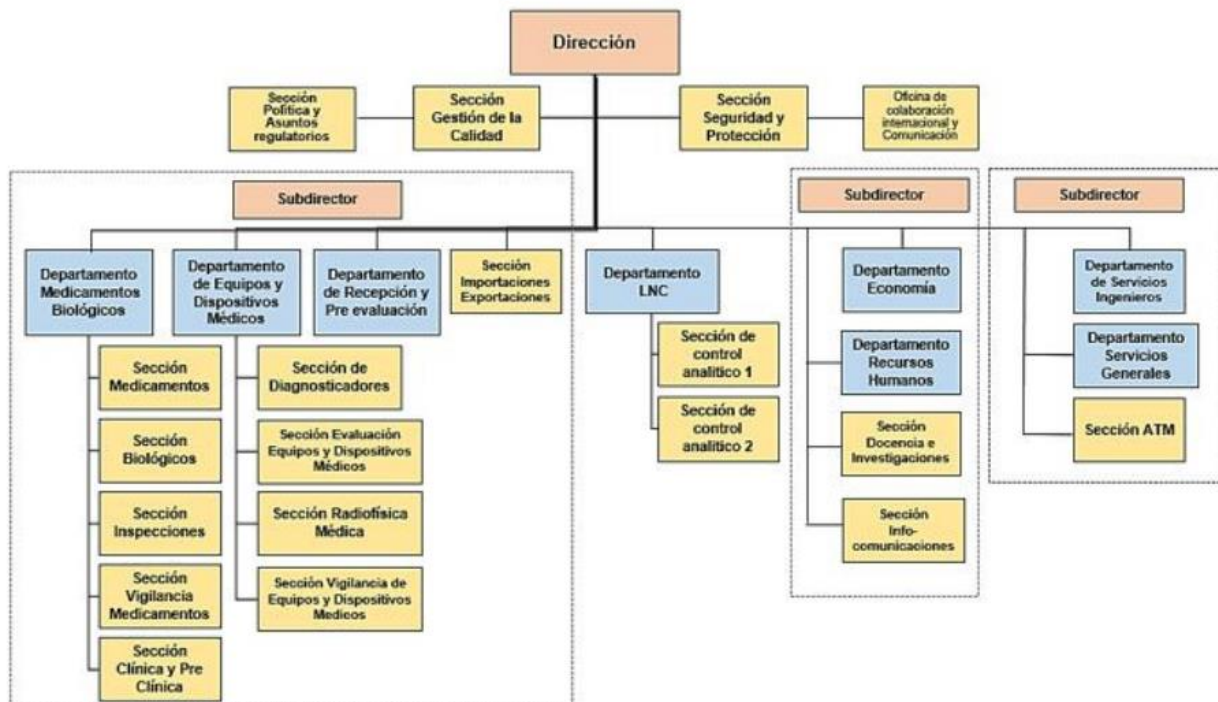 Dirección
Sección
Política y
Asuntos
regulatorios
Sección
Gestión de la
Calidad
Sección
Seguridad y
Protección
Oficina de
colaboración
internacional y
Comunicación
Subdirector
Subdirector
Subdirector
Departamento
Medicamentos
Biológicos
Departamento
de Equipos y
Dispositivos
Médicos
Departamento
de Recepción y
Pre evaluación
Sección
Importaciones
Exportaciones
Departamento
LNC
Departamento
Economía
Departamento
de Servicios
Ingenieros
Sección
Medicamentos
Sección
Biológicos
Sección
Inspecciones
Sección
Vigilancia
Medicamentos
Sección
Clínica y Pre
Clínica
Sección de
Diagnosticadores
Sección Evaluación
Equipos y Dispositivos
Médicos
Sección Radiofísica
Médica
Sección Vigilancia de
Equipos y Dispositivos
Medicos
Sección de
control
analítico 1
Sección de
control
analítico 2
Departamento
Recursos
Humanos
Sección
Docencia e
Investigaciones
Sección
Info-
comunicaciones
Departamento
Servicios
Generales
Sección ATM